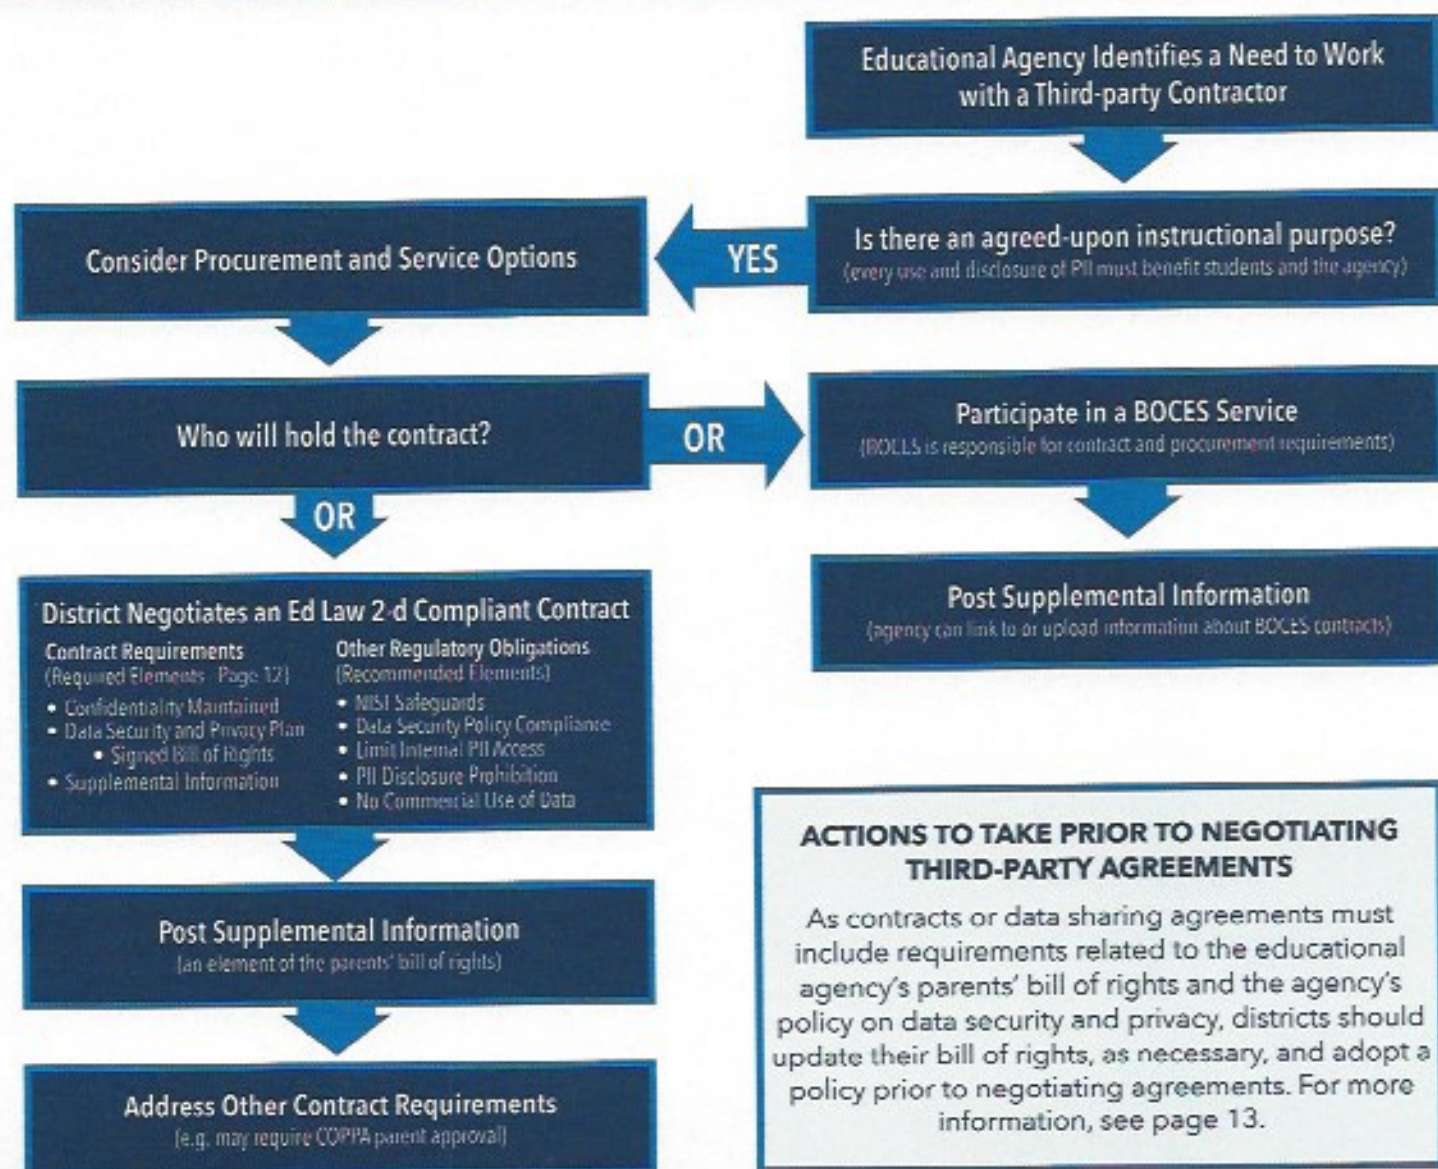 Educational Agency Identifies a Need to Work
with a Third-party Contractor
Is there an agreed-upon instructional purpose?
(every use and disclosure of PII must benefit students and the agency)
YES
Consider Procurement and Service Options
Who will hold the contract?
OR
Participate in a BOCES Service
(BOCES is responsible for contract and procurement requirements)
Post Supplemental Information
(agency can link to or upload information about BOCES contracts)
OR
District Negotiates an Ed Law 2-d Compliant Contract
Contract Requirements
(Required Elements Page 12)
• Confidentiality Maintained
• Data Security and Privacy Plan
• Signed Bill of Rights
• Supplemental Information
Other Regulatory Obligations
(Recommended Elements)
• NIST Safeguards
• Data Security Policy Compliance
• Limit Internal PII Access
• PII Disclosure Prohibition
• No Commercial Use of Data
Post Supplemental Information
(an element of the parents' bill of rights)
Address Other Contract Requirements
(e.g. may require COPPA parent approval)
ACTIONS TO TAKE PRIOR TO NEGOTIATING
THIRD-PARTY AGREEMENTS
As contracts or data sharing agreements must
include requirements related to the educational
agency's parents' bill of rights and the agency's
policy on data security and privacy, districts should
update their bill of rights, as necessary, and adopt a
policy prior to negotiating agreements. For more
information, see page 13.